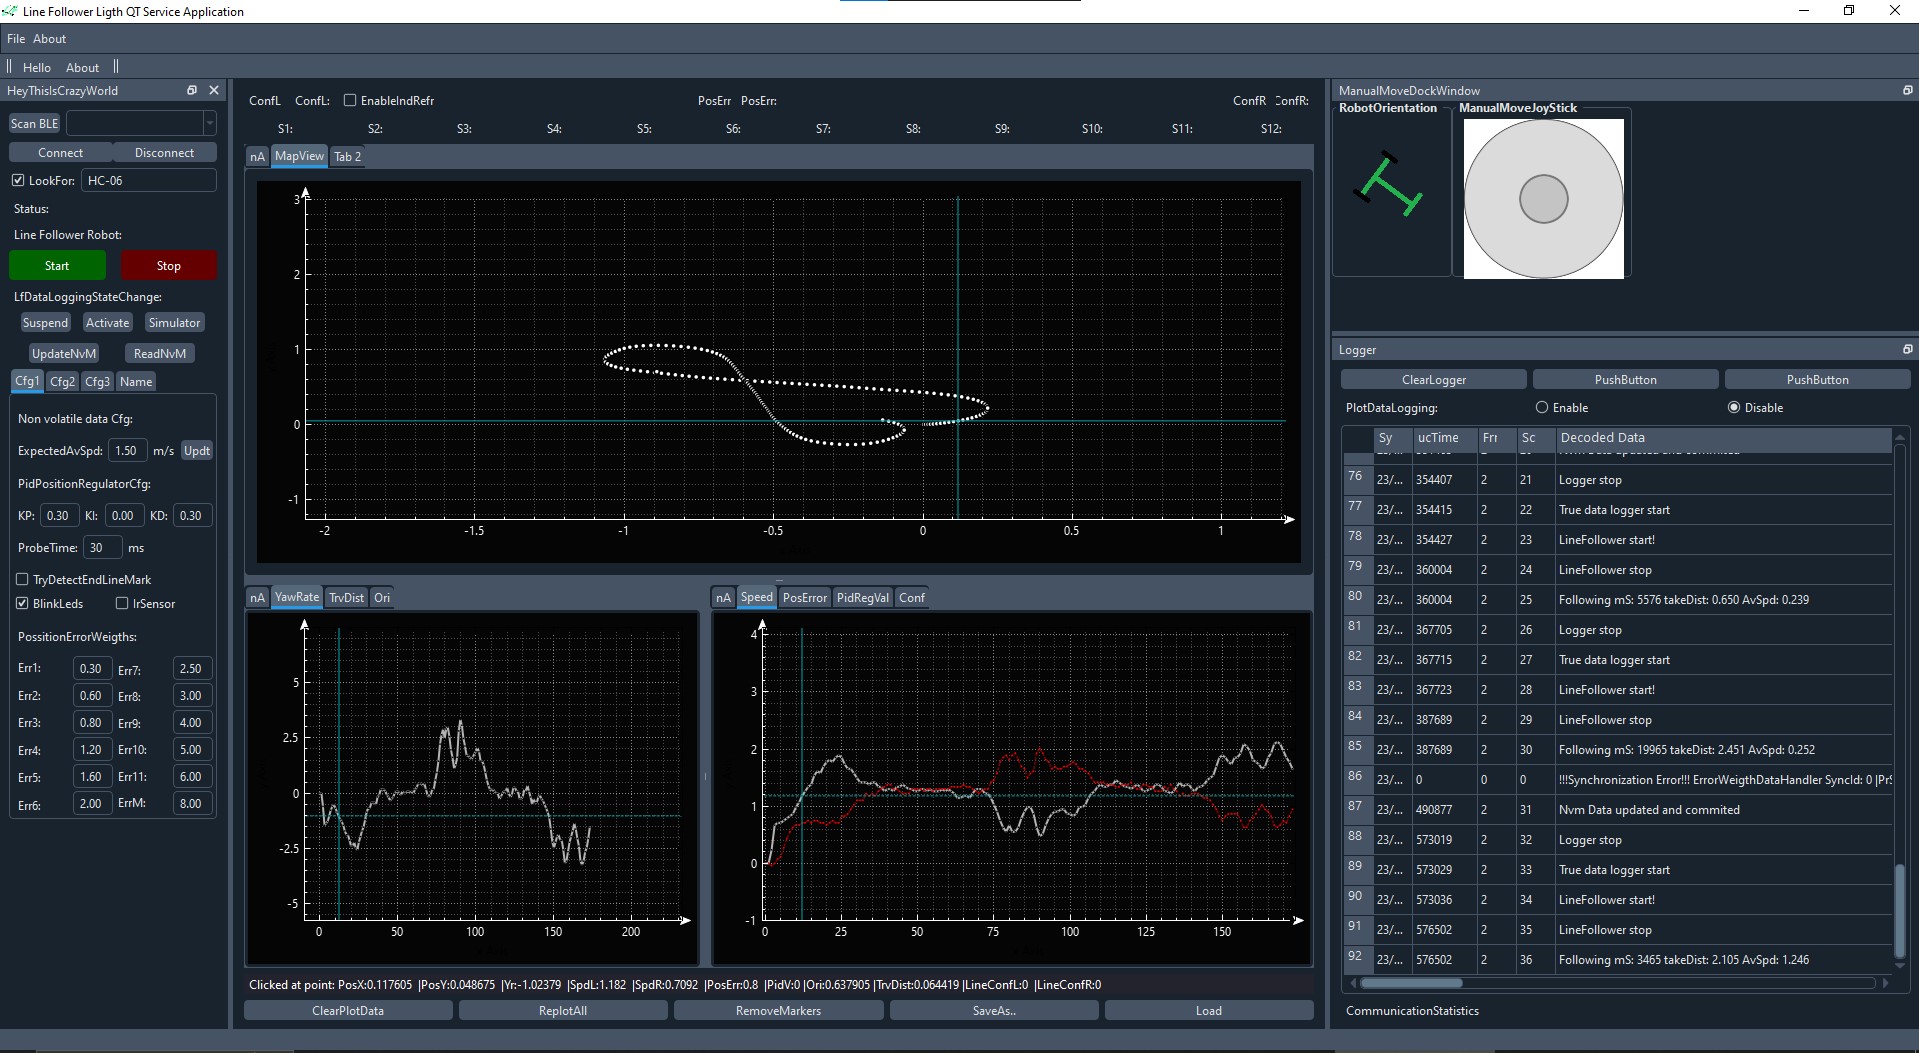 Line Follower Ligth QT Service Application
File About
Hello About
HeyThisIsCrazyWorld
Scan BLE
Connect Disconnect
LookFor: HC-06
Status:
Line Follower Robot:
Start Stop
LfDataLoggingStateChange:
Suspend Activate Simulator
UpdateNvM ReadNvM
Cfg1 Cfg2 Cfg3 Name
Non volatile data Cfg:
ExpectedAvSpd: 1.50 m/s Updt
PidPositionRegulatorCfg:
KP: 0.30 KI: 0.00 KD: 0.30
ProbeTime: 30 ms
TryDetectEndLineMark
BlinkLeds IrSensor
PossitionErrorWeigths:
Err1: 0.30 Err7: 2.50
Err2: 0.60 Err8: 3.00
Err3: 0.80 Err9: 4.00
Err4: 1.20 Err10: 5.00
Err5: 1.60 Err11: 6.00
Err6: 2.00 ErrM: 8.00
ConfL ConfL: EnableIndRefr PosErr PosErr: ConfR ConfR:
S1: S2: S3: S4: S5: S6: S7: S8: S9: S10: S11: S12:
nA MapView Tab 2
3
2
1
0
-1
-2 -1.5 -1 -0.5 0 0.5 1
nA YawRate TrvDist Ori
5
2.5
0
-2.5
-5
0 50 100 150 200
nA Speed PosError PidRegVal Conf
4
3
2
1
0
-1
0 25 50 75 100 125 150
Clicked at point: PosX:0.117605 |PosY:0.048675 |Yr:-1.02379 |SpdL:1.182 |SpdR:0.7092 |PosErr:0.8 |PidV:0 |Ori:0.637905 |TrvDist:0.064419 |LineConfL:0 |LineConfR:0
ClearPlotData ReplotAll RemoveMarkers SaveAs.. Load
ManualMoveDockWindow
RobotOrientation ManualMoveJoyStick
Logger
ClearLogger PushButton PushButton
PlotDataLogging: Enable Disable
Sy ucTime Frr Sc Decoded Data
76 23/... 354407 2 21 Logger stop
77 23/... 354415 2 22 True data logger start
78 23/... 354427 2 23 LineFollower start!
79 23/... 360004 2 24 LineFollower stop
80 23/... 360004 2 25 Following mS: 5576 takeDist: 0.650 AvSpd: 0.239
81 23/... 367705 2 26 Logger stop
82 23/... 367715 2 27 True data logger start
83 23/... 367723 2 28 LineFollower start!
84 23/... 387689 2 29 LineFollower stop
85 23/... 387689 2 30 Following mS: 19965 takeDist: 2.451 AvSpd: 0.252
86 23/... 0 0 0 !!!Synchronization Error!!! ErrorWeigthDataHandler SyncId: 0 |PrS
87 23/... 490877 2 31 Nvm Data updated and commited
88 23/... 573019 2 32 Logger stop
89 23/... 573029 2 33 True data logger start
90 23/... 573036 2 34 LineFollower start!
91 23/... 576502 2 35 LineFollower stop
92 23/... 576502 2 36 Following mS: 3465 takeDist: 2.105 AvSpd: 1.246
CommunicationStatistics